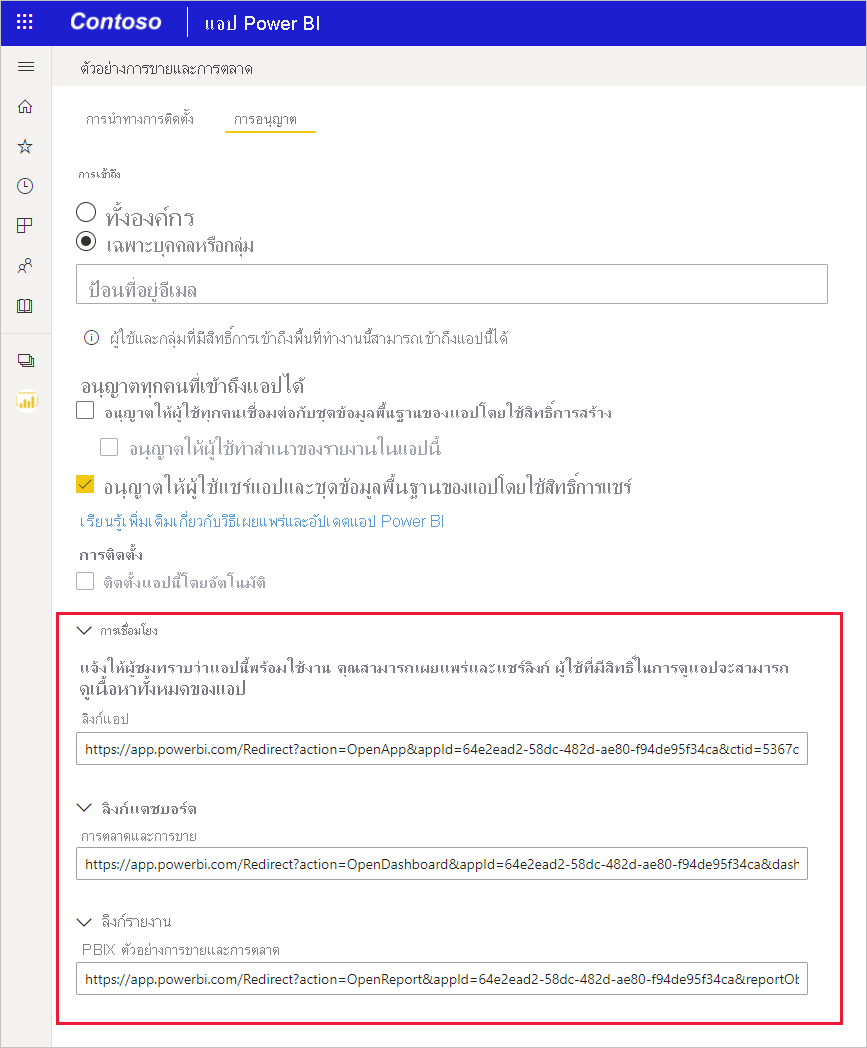 Contoso แอป Power BI
ตัวอย่างการขายและการตลาด
การนำทางการติดตั้ง การอนุญาต
การเข้าถึง
ทั้งองค์กร
เฉพาะบุคคลหรือกลุ่ม
ป้อนที่อยู่อีเมล
ผู้ใช้และกลุ่มที่มีสิทธิ์การเข้าถึงพื้นที่ทำงานนี้สามารถเข้าถึงแอปนี้ได้
อนุญาตทุกคนที่เข้าถึงแอปได้
อนุญาตให้ผู้ใช้ทุกคนเชื่อมต่อกับชุดข้อมูลพื้นฐานของแอปโดยใช้สิทธิ์การสร้าง
อนุญาตให้ผู้ใช้ทำสำเนาของรายงานในแอปนี้
อนุญาตให้ผู้ใช้แชร์แอปและชุดข้อมูลพื้นฐานของแอปโดยใช้สิทธิ์การแชร์
เรียนรู้เพิ่มเติมเกี่ยวกับวิธีเผยแพร่และอัปเดตแอป Power BI
การติดตั้ง
ติดตั้งแอปนี้โดยอัตโนมัติ
การเชื่อมโยง
แจ้งให้ผู้ชมทราบว่าแอปนี้พร้อมใช้งาน คุณสามารถเผยแพร่และแชร์ลิงก์ ผู้ใช้ที่มีสิทธิ์ในการดูแอปจะสามารถ
ดูเนื้อหาทั้งหมดของแอป
ลิงก์แอป
https://app.powerbi.com/Redirect?action=OpenApp&appId=64e2ead2-58dc-482d-ae80-f94de95f34ca&ctid=5367c
ลิงก์แดชบอร์ด
การตลาดและการขาย
https://app.powerbi.com/Redirect?action=OpenDashboard&appId=64e2ead2-58dc-482d-ae80-f94de95f34ca&dash
ลิงก์รายงาน
PBIX ตัวอย่างการขายและการตลาด
https://app.powerbi.com/Redirect?action=OpenReport&appId=64e2ead2-58dc-482d-ae80-f94de95f34ca&reportOb